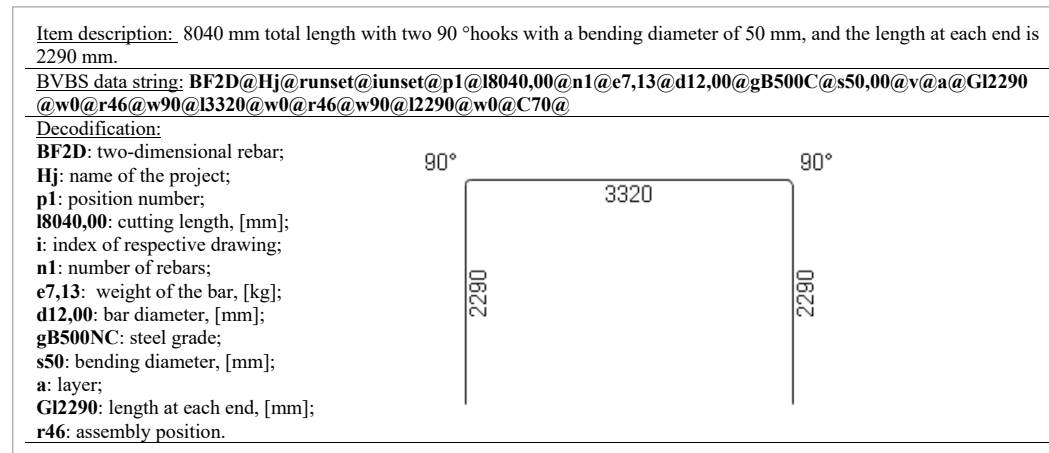 Item description: 8040 mm total length with two 90 °hooks with a bending diameter of 50 mm, and the length at each end is
2290 mm.
BVBS data string: BF2D@Hj@runset@iunset@p1@l8040,00@n1@e7,13@d12,00@gB500C@s50,00@v@a@Gl2290
@w0@r46@w90@l3320@w0@r46@w90@l2290@w0@C70@
Decodification:
BF2D: two-dimensional rebar;
Hj: name of the project;
p1: position number;
l8040,00: cutting length, [mm];
i: index of respective drawing;
n1: number of rebars;
e7,13: weight of the bar, [kg];
d12,00: bar diameter, [mm];
gB500NC: steel grade;
s50: bending diameter, [mm];
a: layer;
Gl2290: length at each end, [mm];
r46: assembly position.
90°
90°
3320
2290
2290